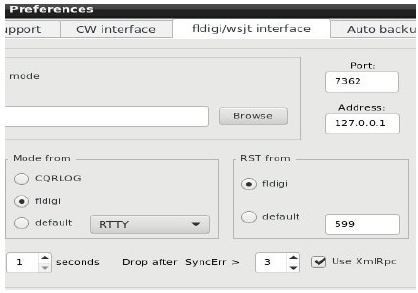 Preferences
upport CW interface fldigi/wsjt interface Auto backu
Port:
mode
7362
Address:
Browse
127.0.0.1
Mode from RST from
CQRLOG
fldigi
fldigi
default RTTY
default 599
1 seconds Drop after SyncErr > 3 Use XmlRpc